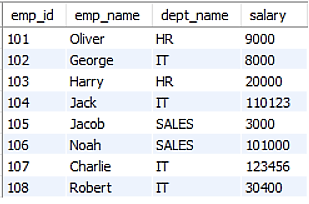 emp_id emp_name dept_name salary
101 Oliver HR 9000
102 George IT 8000
103 Harry HR 20000
104 Jack IT 110123
105 Jacob SALES 3000
106 Noah SALES 101000
107 Charlie IT 123456
108 Robert IT 30400